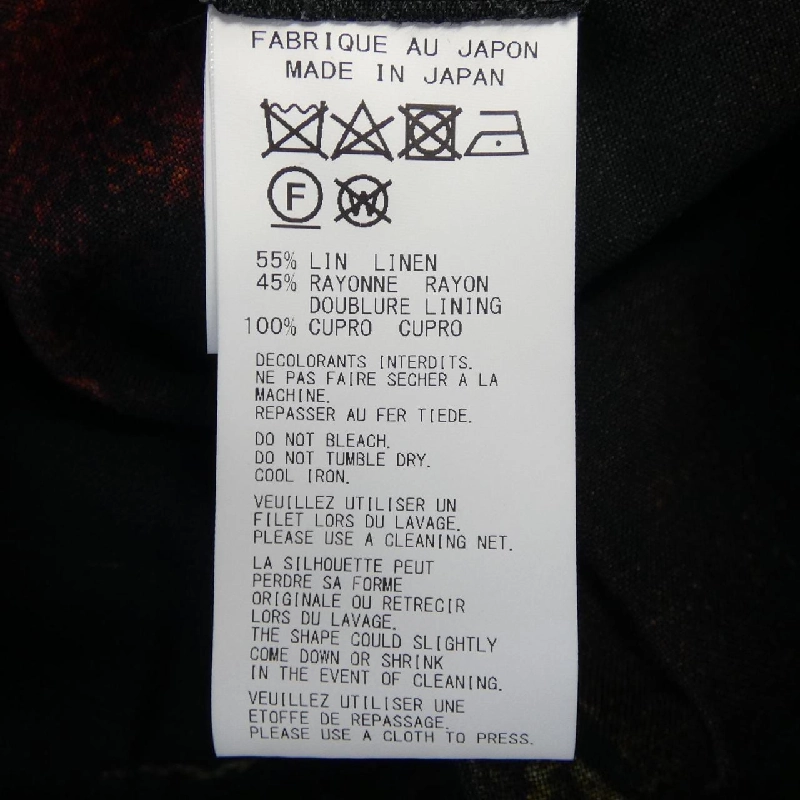 FABRIQUE AU JAPON
MADE IN JAPAN
F W
55% LIN LINEN
45% RAYONNE RAYON
DOUBLURE LINING
100% CUPRO CUPRO
DECOLORANTS INTERDITS.
NE PAS FAIRE SECHER A LA
MACHINE.
REPASSER AU FER TIEDE.
DO NOT BLEACH.
DO NOT TUMBLE DRY.
COOL IRON.
VEUILLEZ UTILISER UN
FILET LORS DU LAVAGE.
PLEASE USE A CLEANING NET.
LA SILHOUETTE PEUT
PERDRE SA FORME
ORIGINALE OU RETRECIR
LORS DU LAVAGE.
THE SHAPE COULD SLIGHTLY
COME DOWN OR SHRINK
IN THE EVENT OF CLEANING.
VEUILLEZ UTILISER UNE
ETOFFE DE REPASSAGE.
PLEASE USE A CLOTH TO PRESS.